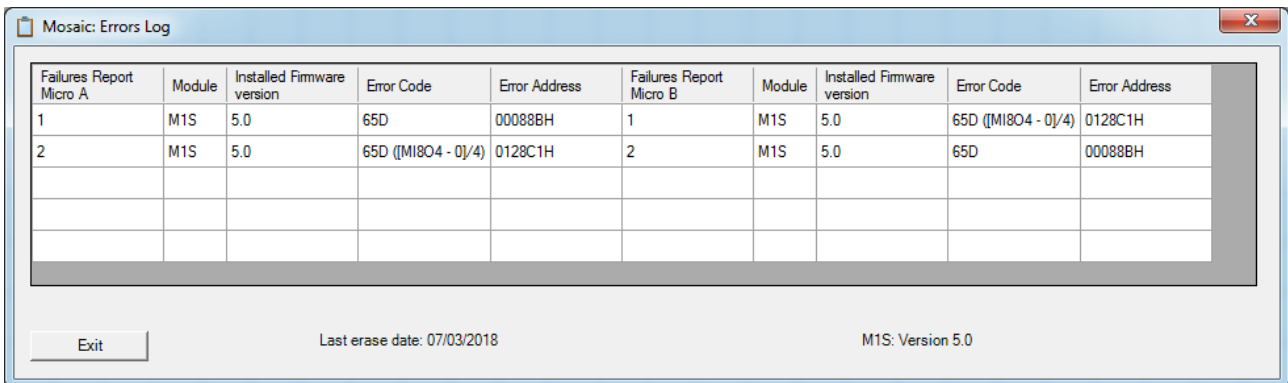 Mosaic: Errors Log
Failures Report Micro A Module Installed Firmware version Error Code Error Address Failures Report Micro B Module Installed Firmware version Error Code Error Address
1 M1S 5.0 65D 00088BH 1 M1S 5.0 65D ([MI8O4 - 0]/4) 0128C1H
2 M1S 5.0 65D ([MI8O4 - 0]/4) 0128C1H 2 M1S 5.0 65D 00088BH
Exit Last erase date: 07/03/2018 M1S: Version 5.0